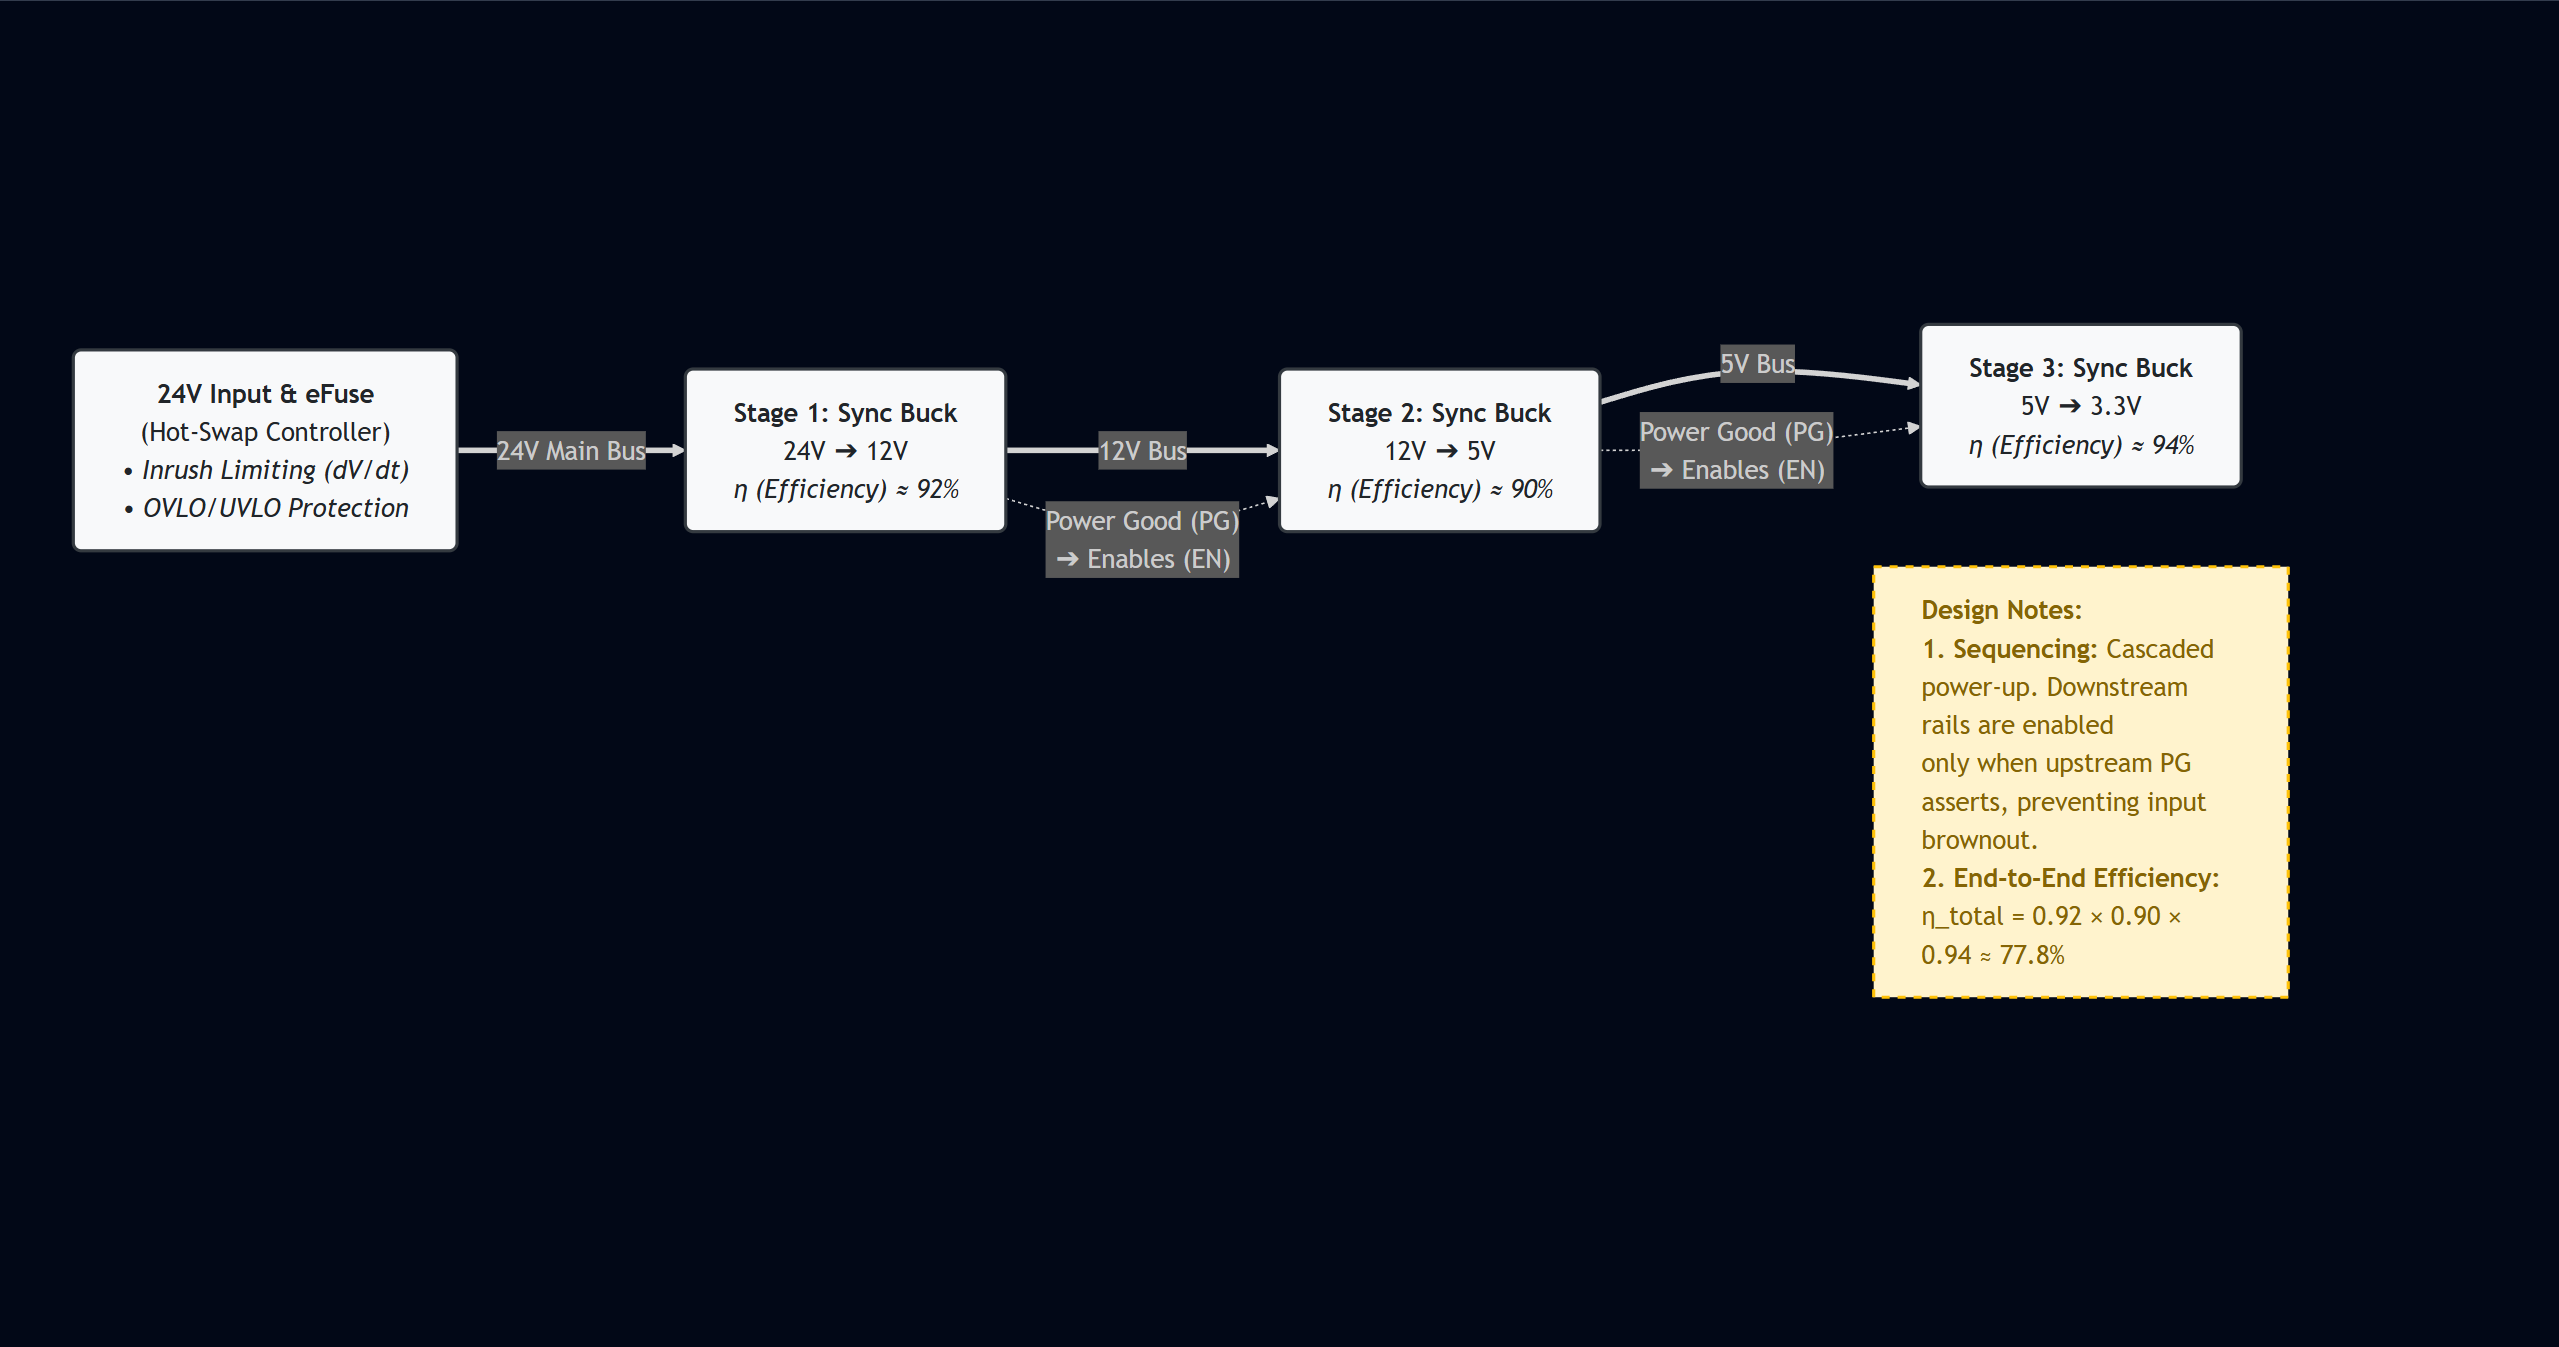 24V Input & eFuse
(Hot-Swap Controller)
• Inrush Limiting (dV/dt)
• OVLO/UVLO Protection
24V Main Bus
Stage 1: Sync Buck
24V ➔ 12V
η (Efficiency) ≈ 92%
12V Bus
Power Good (PG)
➔ Enables (EN)
Stage 2: Sync Buck
12V ➔ 5V
η (Efficiency) ≈ 90%
5V Bus
Power Good (PG)
➔ Enables (EN)
Stage 3: Sync Buck
5V ➔ 3.3V
η (Efficiency) ≈ 94%
Design Notes:
1. Sequencing: Cascaded
power-up. Downstream
rails are enabled
only when upstream PG
asserts, preventing input
brownout.
2. End-to-End Efficiency:
η_total = 0.92 × 0.90 ×
0.94 ≈ 77.8%